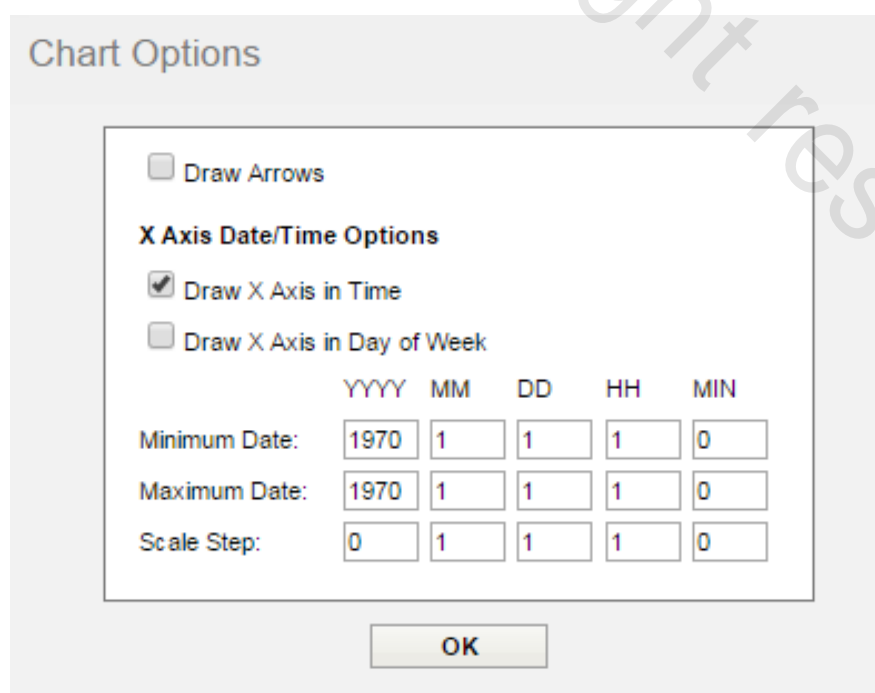 Chart Options
Draw Arrows
X Axis Date/Time Options
Draw X Axis in Time
Draw X Axis in Day of Week
YYYY MM DD HH MIN
Minimum Date: 1970 1 1 1 0
Maximum Date: 1970 1 1 1 0
Scale Step: 0 1 1 1 0
OK